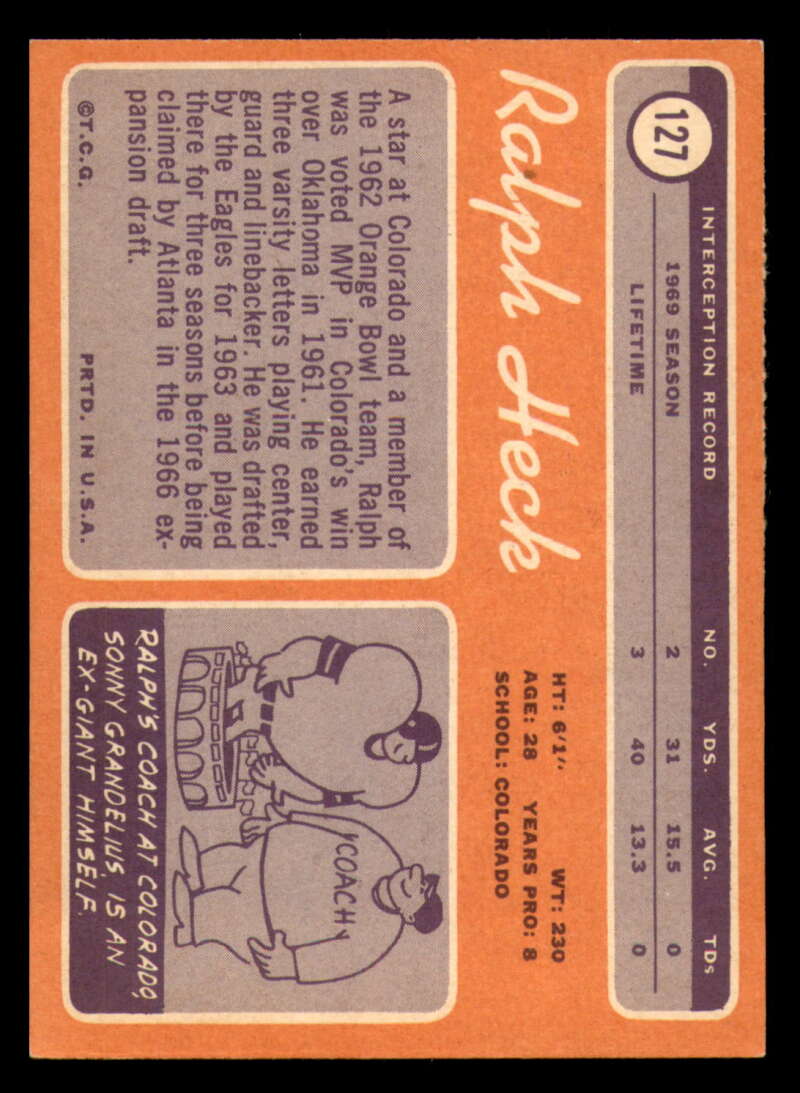 127
INTERCEPTION RECORD NO. YDS. AVG. TDs
1969 SEASON 2 31 15.5 0
LIFETIME 3 40 13.3 0
Ralph Heck
HT: 6'1" WT: 230
AGE: 28 YEARS PRO: 8
SCHOOL: COLORADO
A star at Colorado and a member of
the 1962 Orange Bowl team, Ralph
was voted MVP in Colorado's win
over Oklahoma in 1961. He earned
three varsity letters playing center,
guard and linebacker. He was drafted
by the Eagles for 1963 and played
there for three seasons before being
claimed by Atlanta in the 1966 ex-
pansion draft.
©T.C.G. PRTD. IN U.S.A.
COACH
RALPH'S COACH AT COLORADO,
SONNY GRANDELIUS, IS AN
EX-GIANT HIMSELF.